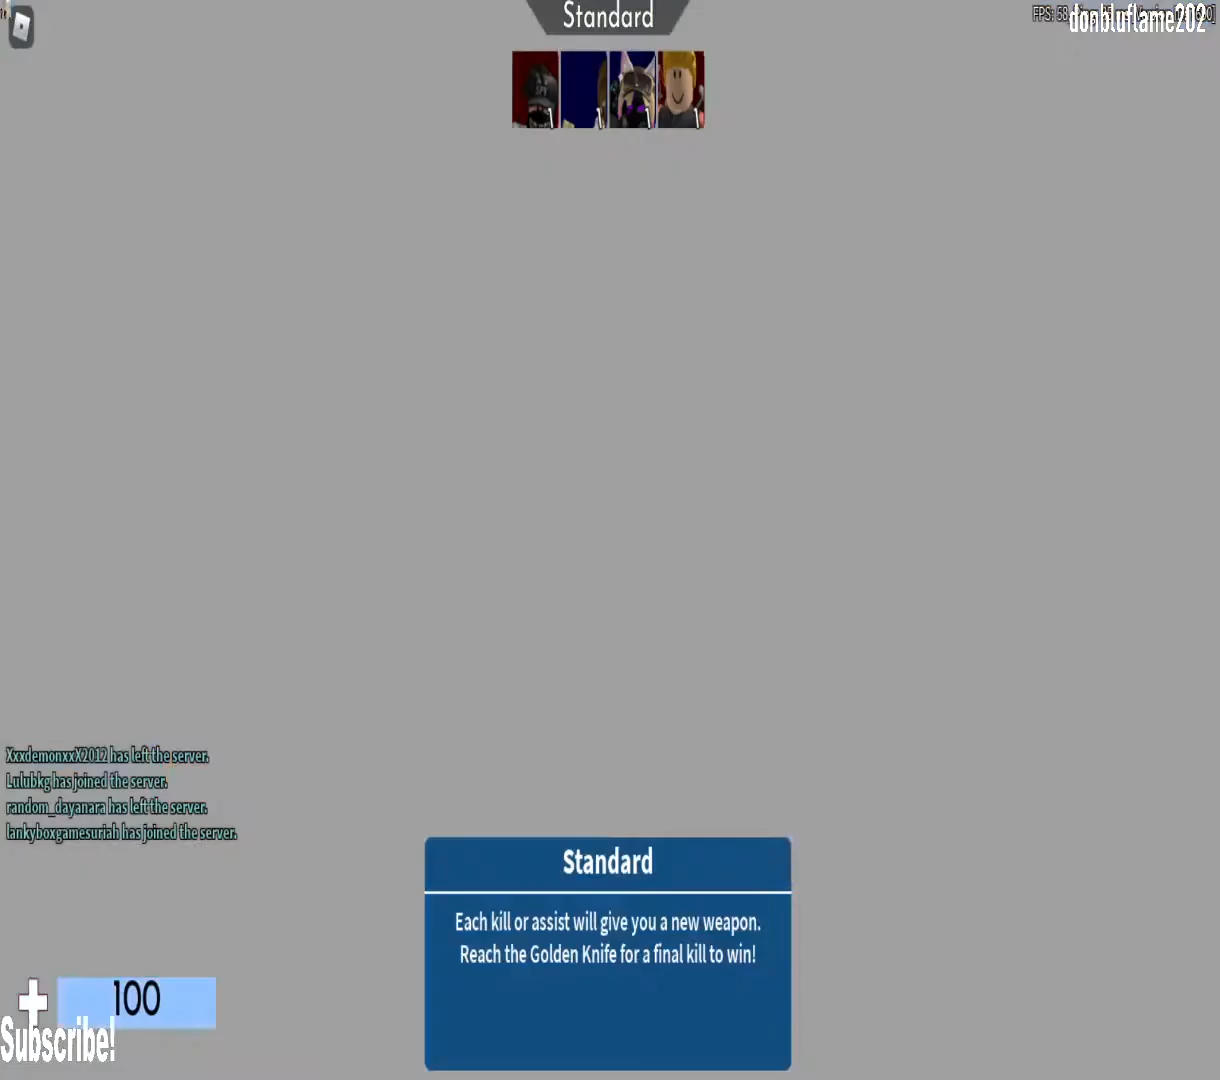 Standard
donbluflame202
XxxdemonxxX2012 has left the server.
Lulubkg has joined the server.
random_dayanara has left the server.
lankyboxgamesuriah has joined the server.
Standard
Each kill or assist will give you a new weapon.
Reach the Golden Knife for a final kill to win!
100
Subscribe!